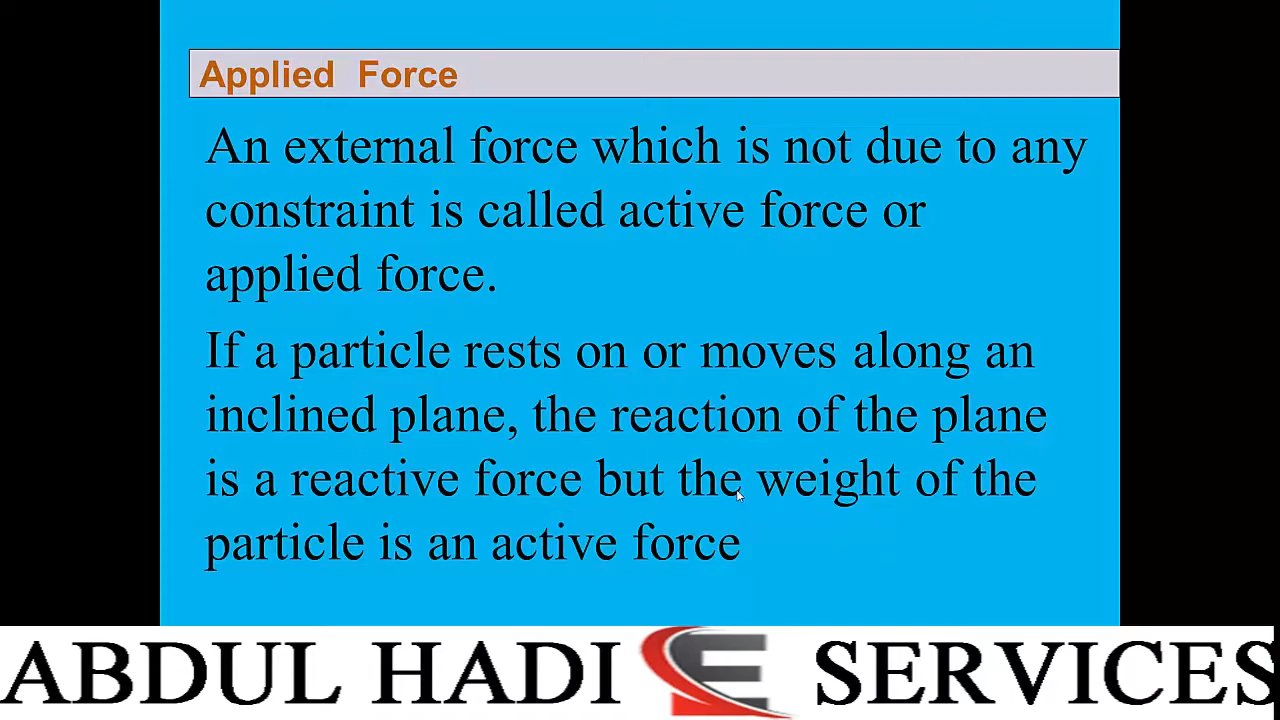 Applied Force
An external force which is not due to any
constraint is called active force or
applied force.
If a particle rests on or moves along an
inclined plane, the reaction of the plane
is a reactive force but the weight of the
particle is an active force
ABDUL HADI E SERVICES